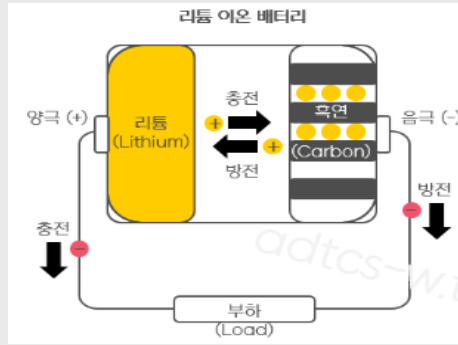 리튬 이온 배터리
양극 (+)
리튬
(Lithium)
+
충전
+
방전
흑연
(Carbon)
음극 (-)
충전
-
방전
-
부하
(Load)